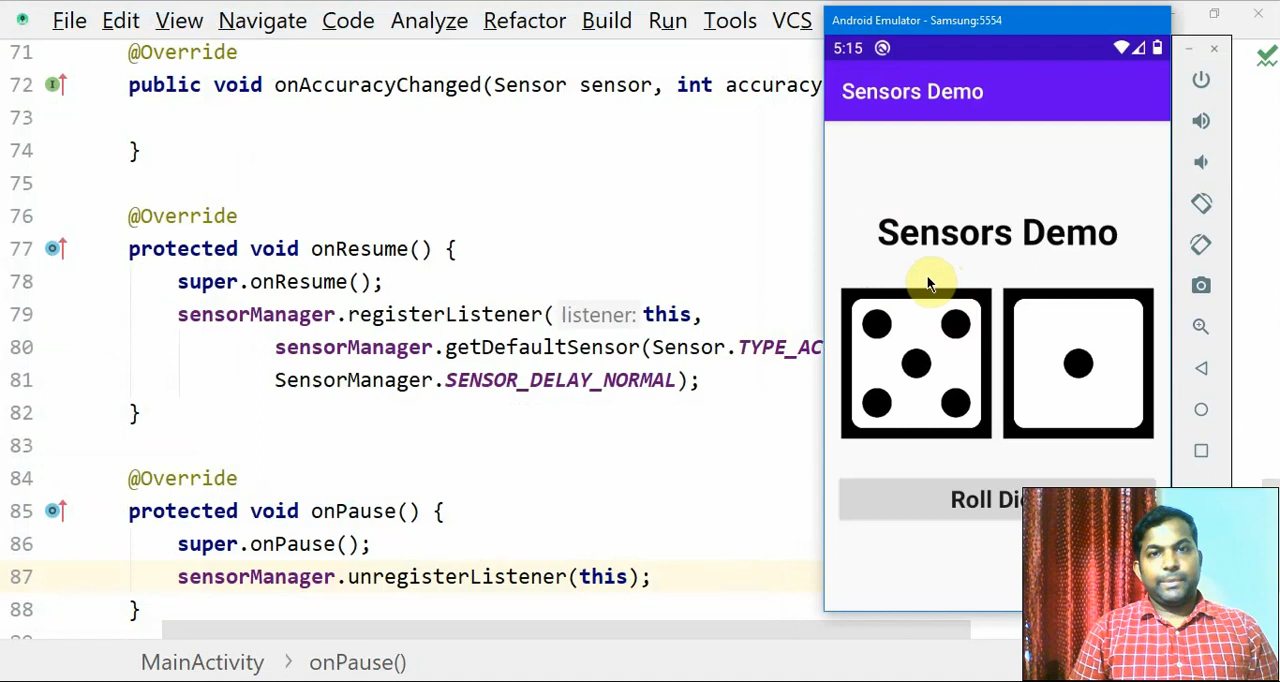 File Edit View Navigate Code Analyze Refactor Build Run Tools VCS
71 @Override
72 public void onAccuracyChanged(Sensor sensor, int accuracy
73
74 }
75
76 @Override
77 protected void onResume() {
78 super.onResume();
79 sensorManager.registerListener( listener: this,
80 sensorManager.getDefaultSensor(Sensor.TYPE_AC
81 SensorManager.SENSOR_DELAY_NORMAL);
82 }
83
84 @Override
85 protected void onPause() {
86 super.onPause();
87 sensorManager.unregisterListener(this);
88 }
MainActivity > onPause()
Android Emulator - Samsung:5554
5:15
Sensors Demo
Sensors Demo
Roll Di